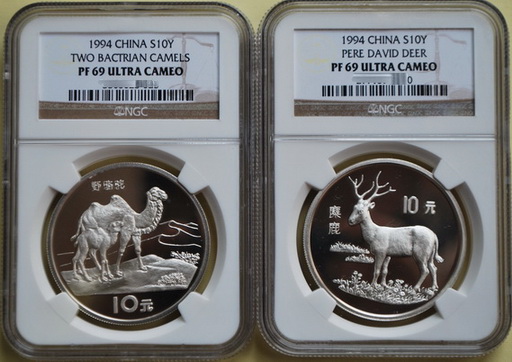 1994 CHINA S10Y
TWO BACTRIAN CAMELS
PF 69 ULTRA CAMEO
NGC
野骆驼
10元
1994 CHINA S10Y
PERE DAVID DEER
PF 69 ULTRA CAMEO
NGC
10元
麋鹿